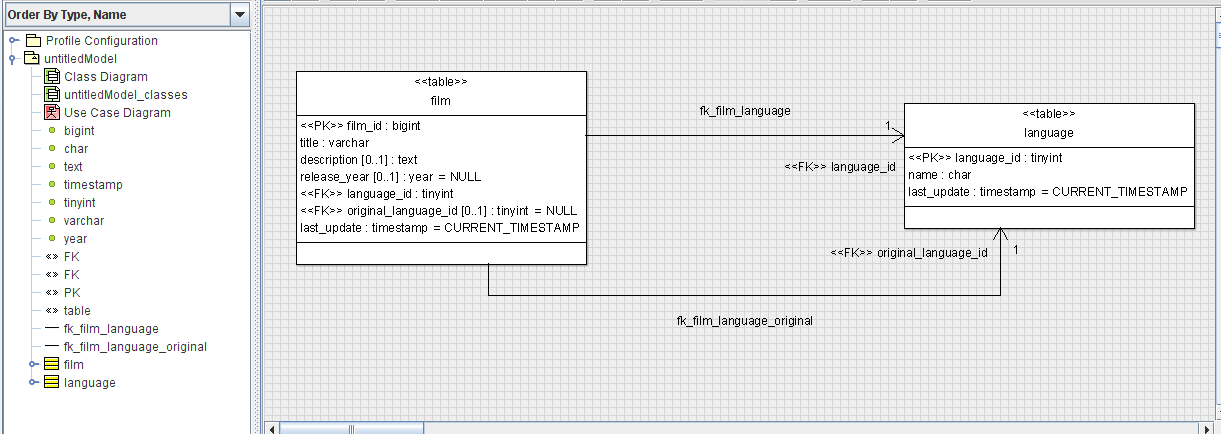 Order By Type, Name
Profile Configuration
untitledModel
Class Diagram
untitledModel_classes
Use Case Diagram
bigint
char
text
timestamp
tinyint
varchar
year
«» FK
«» FK
«» PK
«» table
fk_film_language
fk_film_language_original
film
language
<<table>>
film
<<PK>> film_id : bigint
title : varchar
description [0..1] : text
release_year [0..1] : year = NULL
<<FK>> language_id : tinyint
<<FK>> original_language_id [0..1] : tinyint = NULL
last_update : timestamp = CURRENT_TIMESTAMP
fk_film_language
1
<<FK>> language_id
<<table>>
language
<<PK>> language_id : tinyint
name : char
last_update : timestamp = CURRENT_TIMESTAMP
<<FK>> original_language_id
1
fk_film_language_original